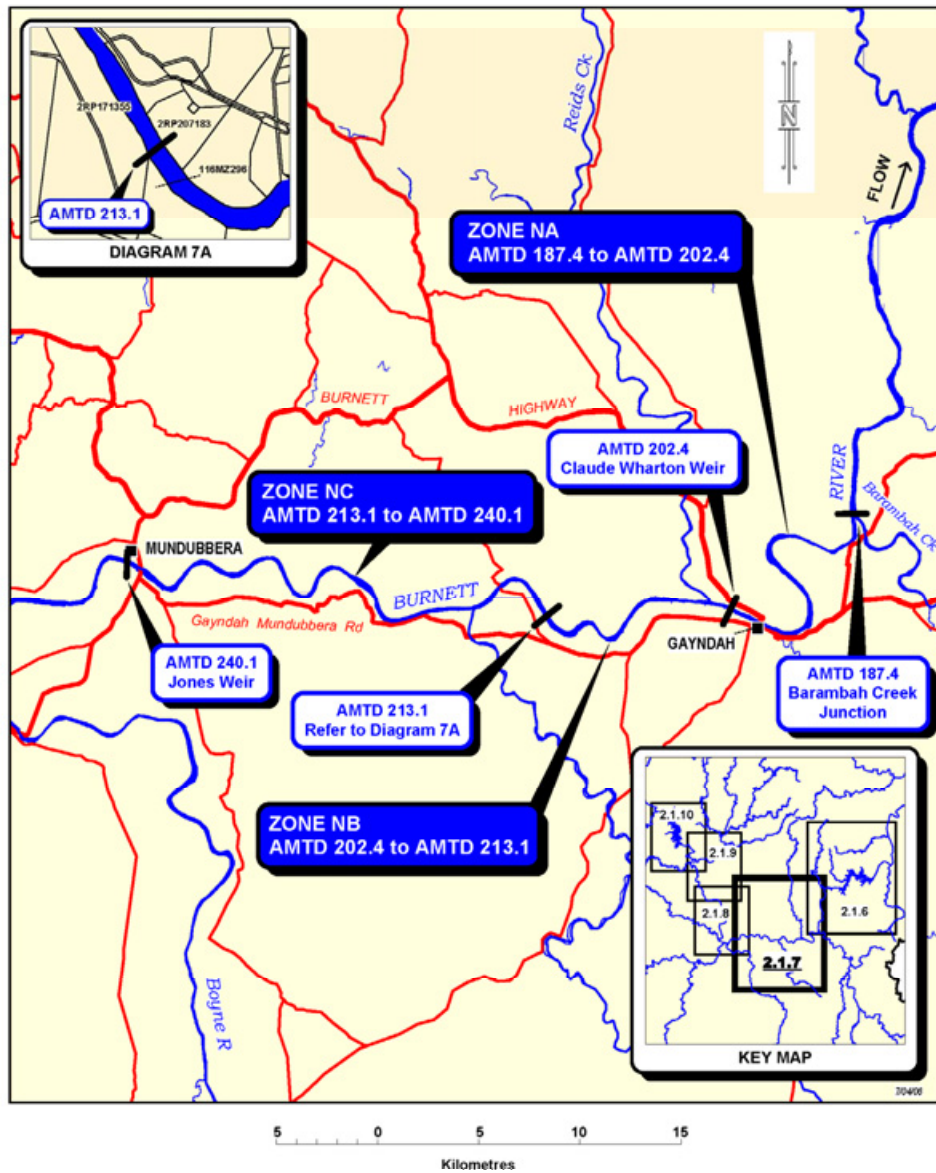 2RP171355
2RP207183
116MZ296
AMTD 213.1
DIAGRAM 7A
Reids Ck
N
FLOW
ZONE NA
AMTD 187.4 to AMTD 202.4
BURNETT
HIGHWAY
AMTD 202.4
Claude Wharton Weir
RIVER
Barambah Ck
ZONE NC
AMTD 213.1 to AMTD 240.1
MUNDUBBERA
BURNETT
Gayndah Mundubbera Rd
GAYNDAH
AMTD 240.1
Jones Weir
AMTD 213.1
Refer to Diagram 7A
AMTD 187.4
Barambah Creek
Junction
ZONE NB
AMTD 202.4 to AMTD 213.1
Boyne R
2.1.10
2.1.9
2.1.8
2.1.6
2.1.7
KEY MAP
5 0 5 10 15
Kilometres